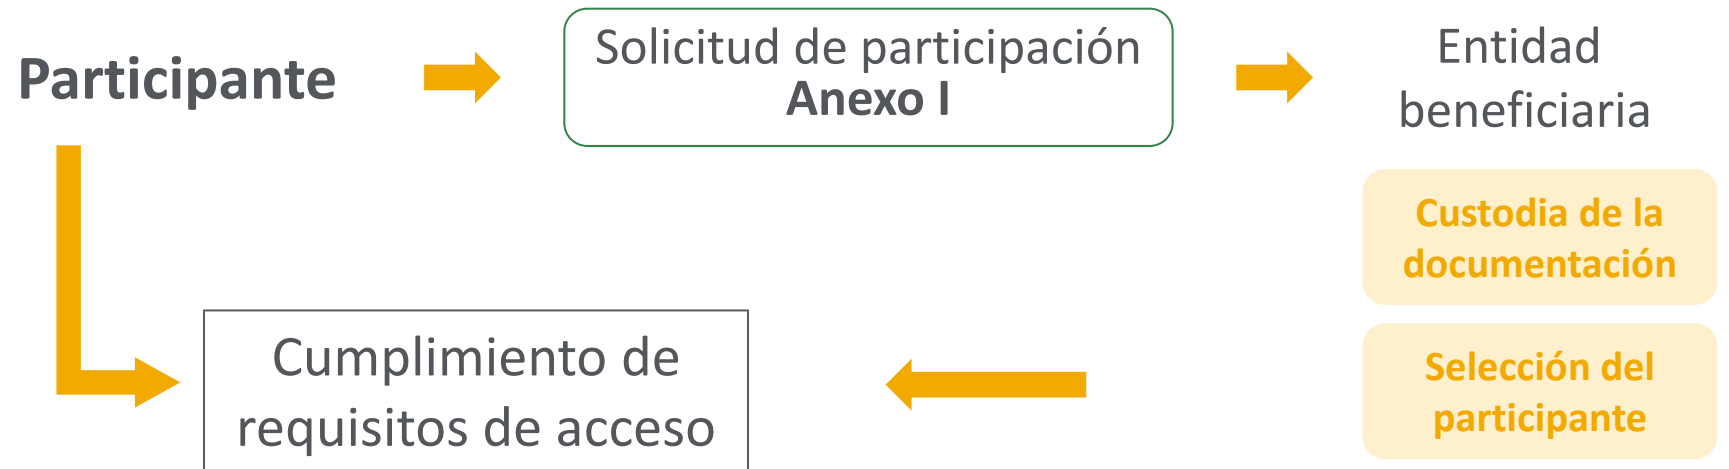 Participante
Solicitud de participación
Anexo I
Entidad
beneficiaria
Custodia de la
documentación
Cumplimiento de
requisitos de acceso
Selección del
participante